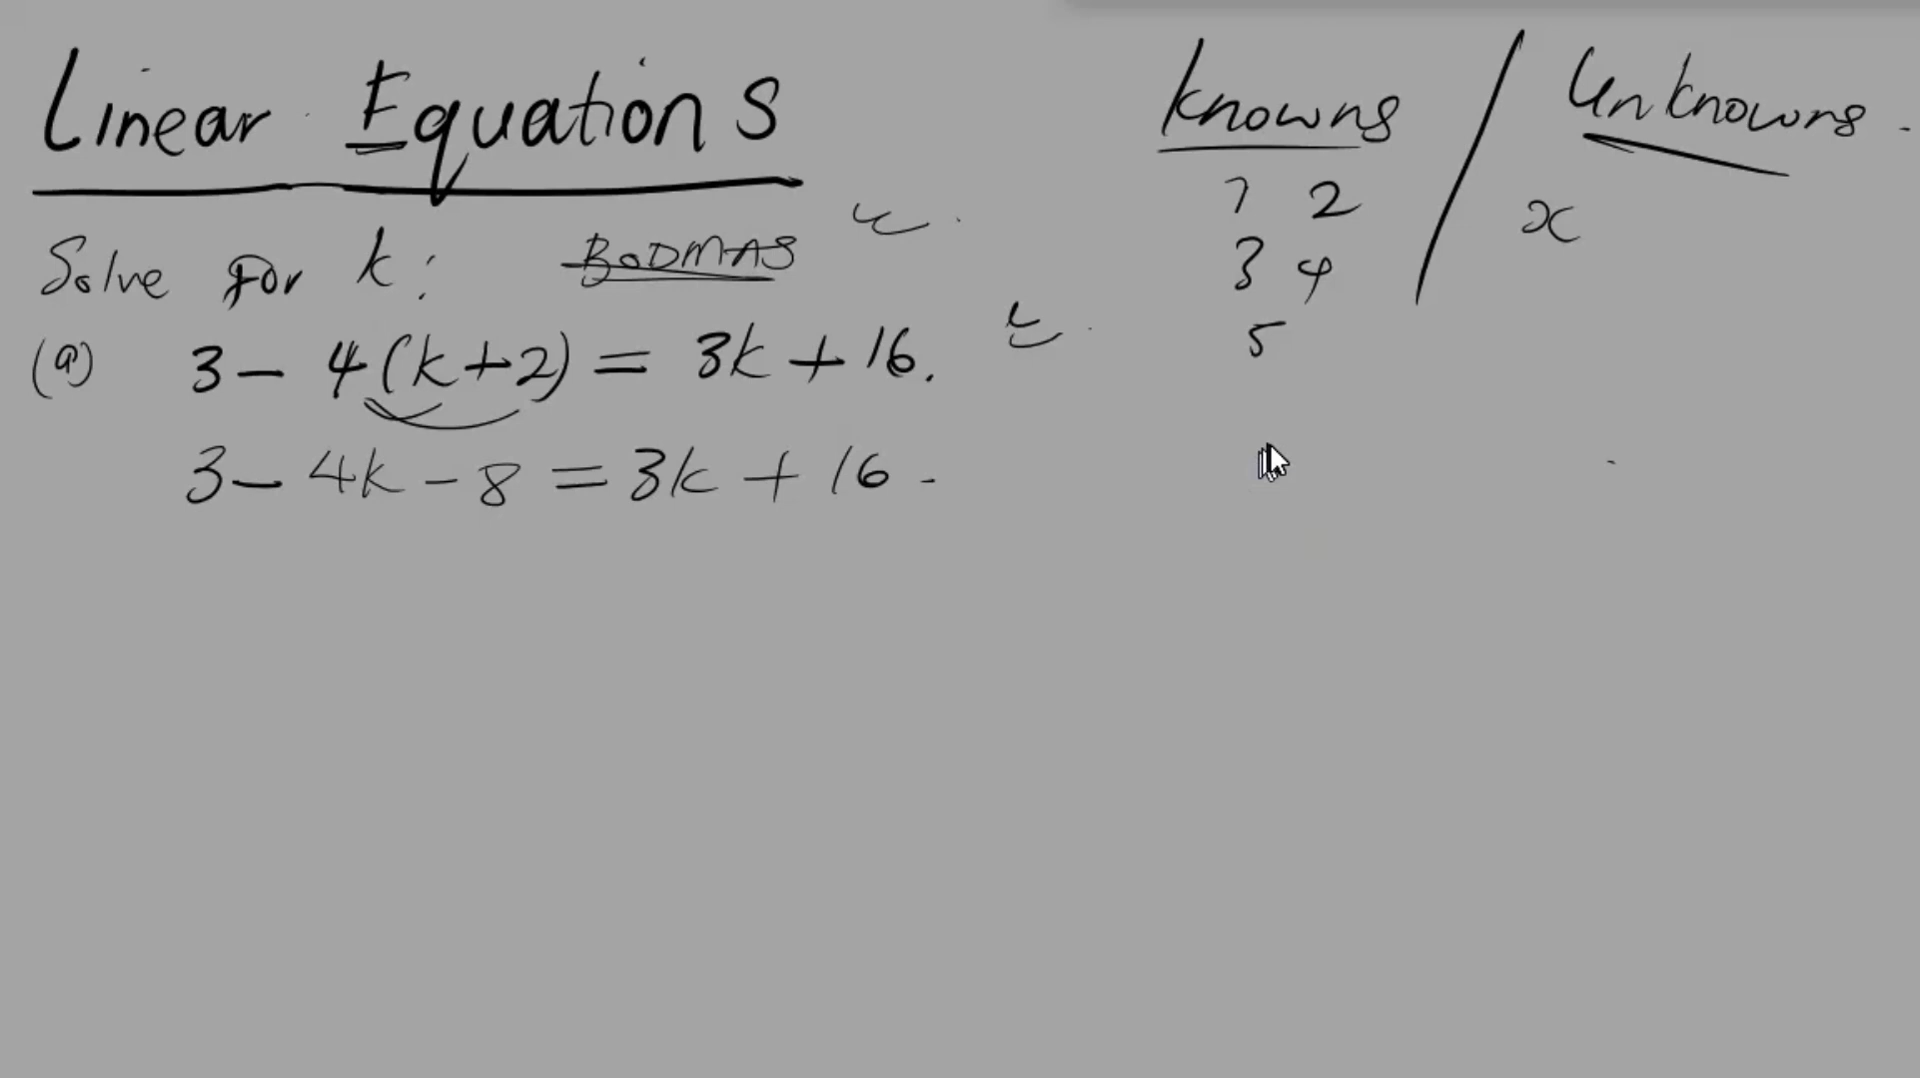 Linear Equations
Solve for k: BODMAS
(a) 3 - 4(k+2) = 3k + 16.
3 - 4k - 8 = 3k + 16.
Knowns / Unknowns.
1 2 x
3 4
5